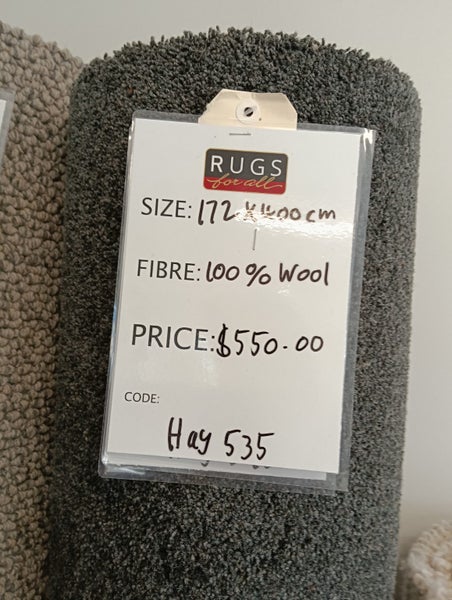 RUGS
for all
SIZE: 172 x 400 cm
FIBRE: 100% Wool
PRICE: $550.00
CODE:
Hay 535